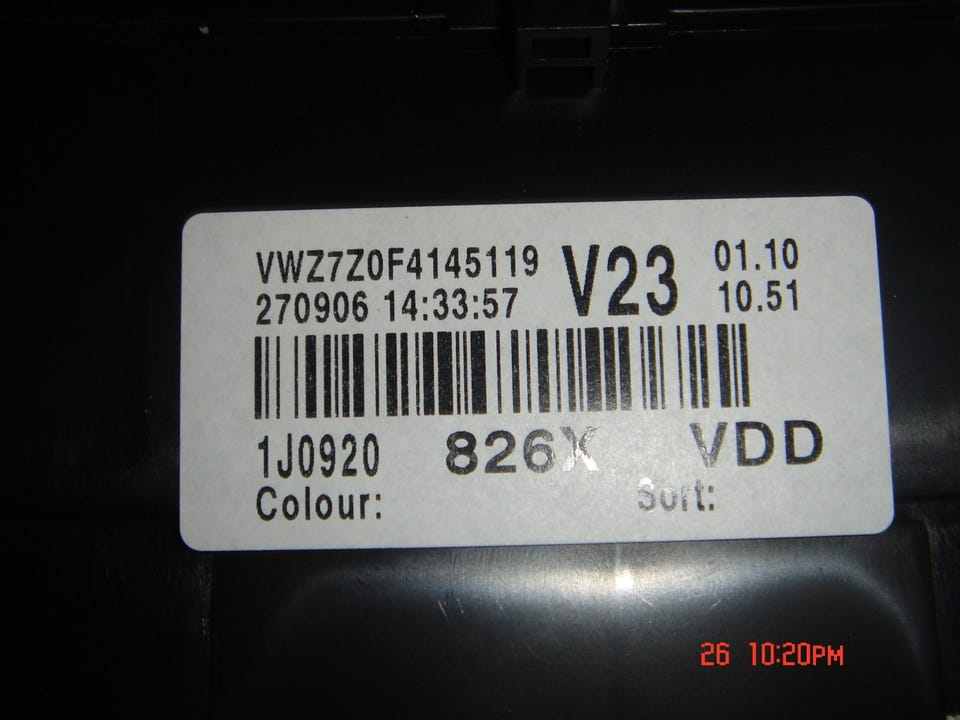 VWZ7Z0F4145119 V23 01.10
270906 14:33:57 10.51
1J0920 826X VDD
Colour: Sort:
26 10:20PM